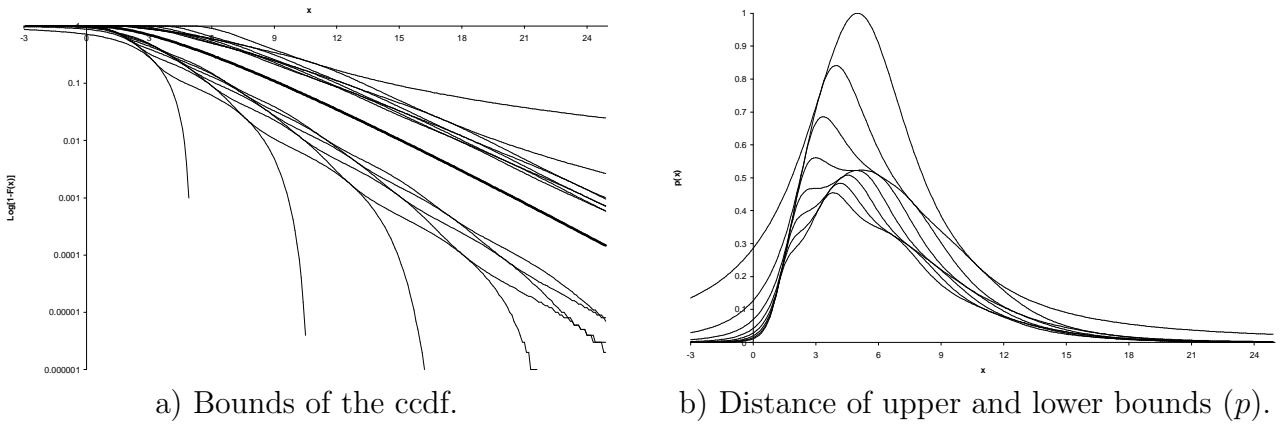 x
1
-3 0 3 6 9 12 15 18 21 24
0.1
0.01
0.001
0.0001
0.00001
0.000001
Log[1-F(x)]
1
0.9
0.8
0.7
0.6
0.5
0.4
0.3
0.2
0.1
0
p(x)
-3 0 3 6 9 12 15 18 21 24
x
a) Bounds of the ccdf.
b) Distance of upper and lower bounds (p).